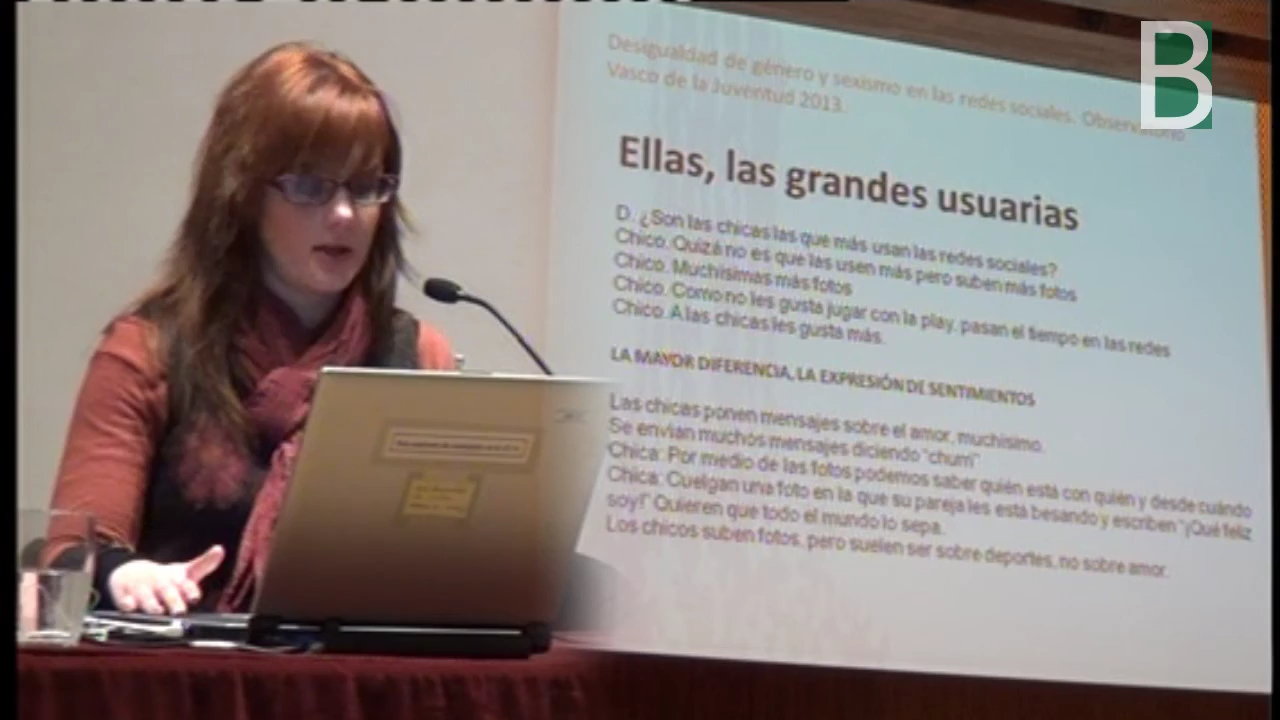 B
Desigualdad de género y sexismo en las redes sociales. Observatorio
Vasco de la Juventud 2013.
Ellas, las grandes usuarias
D. ¿Son las chicas las que más usan las redes sociales?
Chico. Quizá no es que las usen más pero suben más fotos
Chico. Muchísimas más fotos
Chico. Como no les gusta jugar con la play, pasan el tiempo en las redes
Chico. A las chicas les gusta más.
LA MAYOR DIFERENCIA, LA EXPRESIÓN DE SENTIMIENTOS
Las chicas ponen mensajes sobre el amor, muchísimo.
Se envían muchos mensajes diciendo "churri"
Chica: Por medio de las fotos podemos saber quién está con quién y desde cuándo
Chica: Cuelgan una foto en la que su pareja les está besando y escriben "¡Qué feliz
soy!" Quieren que todo el mundo lo sepa.
Los chicos suben fotos, pero suelen ser sobre deportes, no sobre amor.